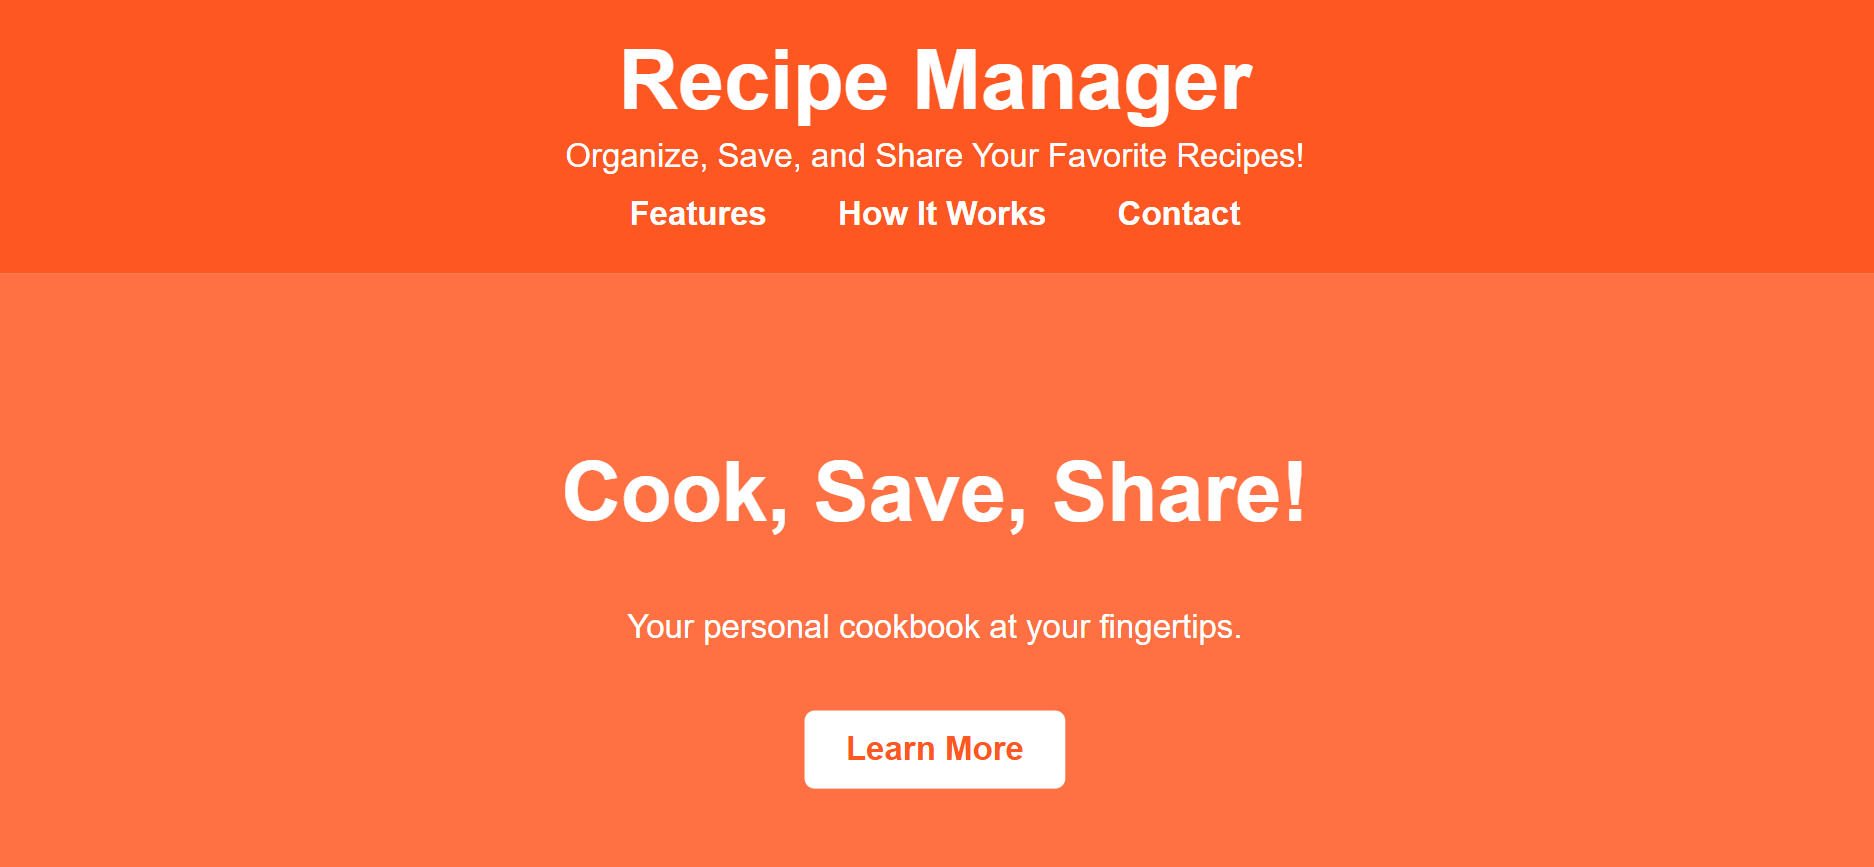 Recipe Manager
Organize, Save, and Share Your Favorite Recipes!
Features How It Works Contact
Cook, Save, Share!
Your personal cookbook at your fingertips.
Learn More